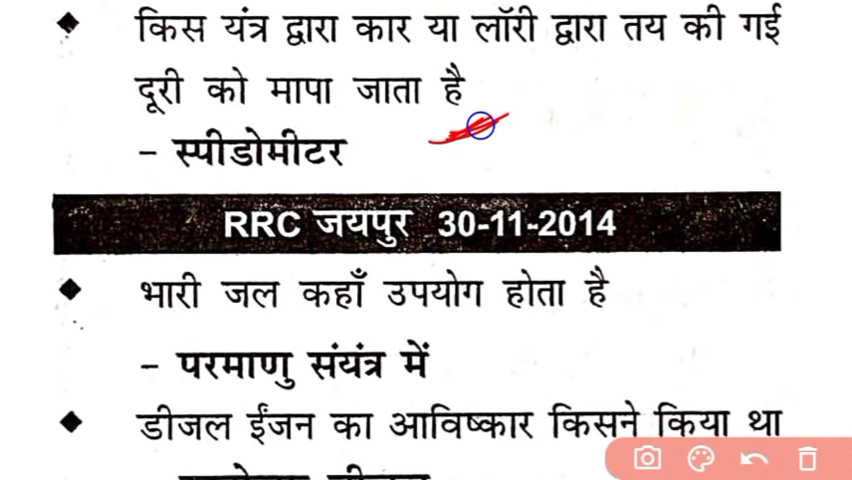 ◆ किस यंत्र द्वारा कार या लॉरी द्वारा तय की गई
दूरी को मापा जाता है
– स्पीडोमीटर
RRC जयपुर 30-11-2014
◆ भारी जल कहाँ उपयोग होता है
– परमाणु संयंत्र में
◆ डीजल ईंजन का आविष्कार किसने किया था